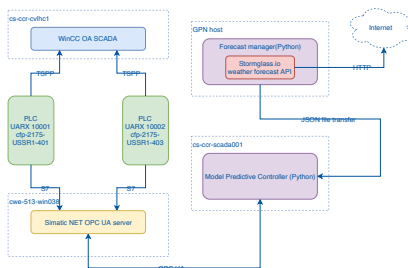 cs-ccr-cvlhc1
WinCC OA SCADA
TSPP
TSPP
PLC
UARX 10001
cfp-2175-
USSR1-401
PLC
UARX 10002
cfp-2175-
USSR1-403
S7
S7
cwe-513-win038
Simatic NET OPC UA server
OPC UA
GPN host
Forecast manager(Python)
Stormglass.io
weather forecast API
HTTP
Internet
JSON file transfer
cs-ccr-scada001
Model Predictive Controller (Python)